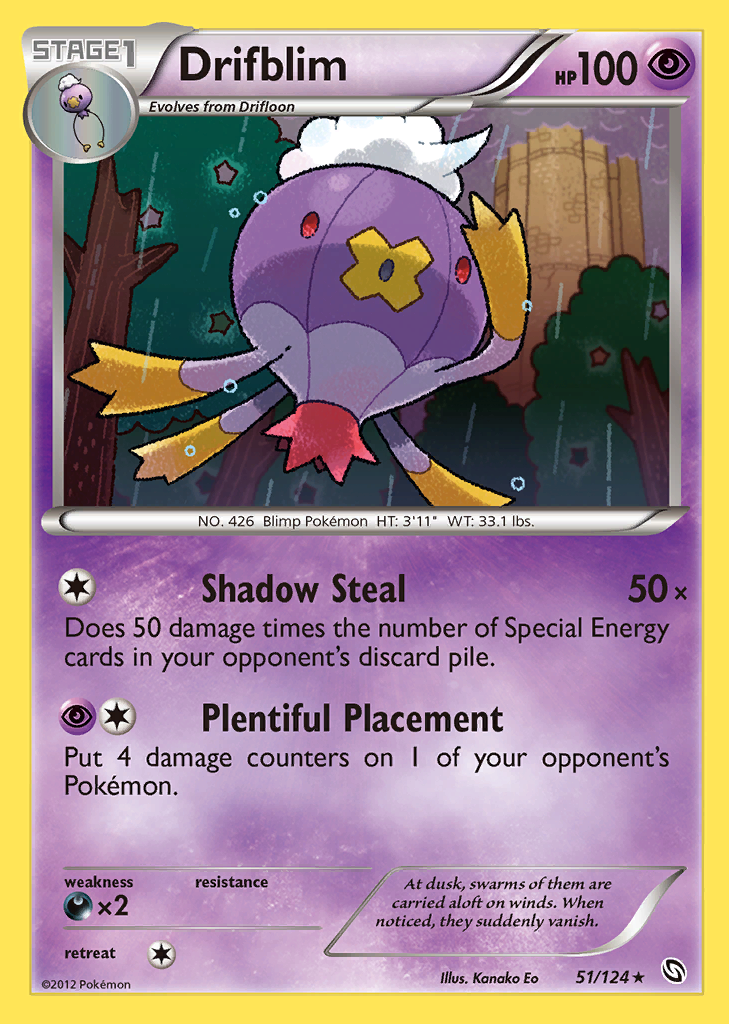 STAGE1
Drifblim
HP100
Evolves from Drifloon
NO. 426 Blimp Pokémon HT: 3'11" WT: 33.1 lbs.
Shadow Steal 50×
Does 50 damage times the number of Special Energy
cards in your opponent's discard pile.
Plentiful Placement
Put 4 damage counters on 1 of your opponent's
Pokémon.
weakness resistance
×2
retreat
At dusk, swarms of them are
carried aloft on winds. When
noticed, they suddenly vanish.
©2012 Pokémon
Illus. Kanako Eo 51/124 ★